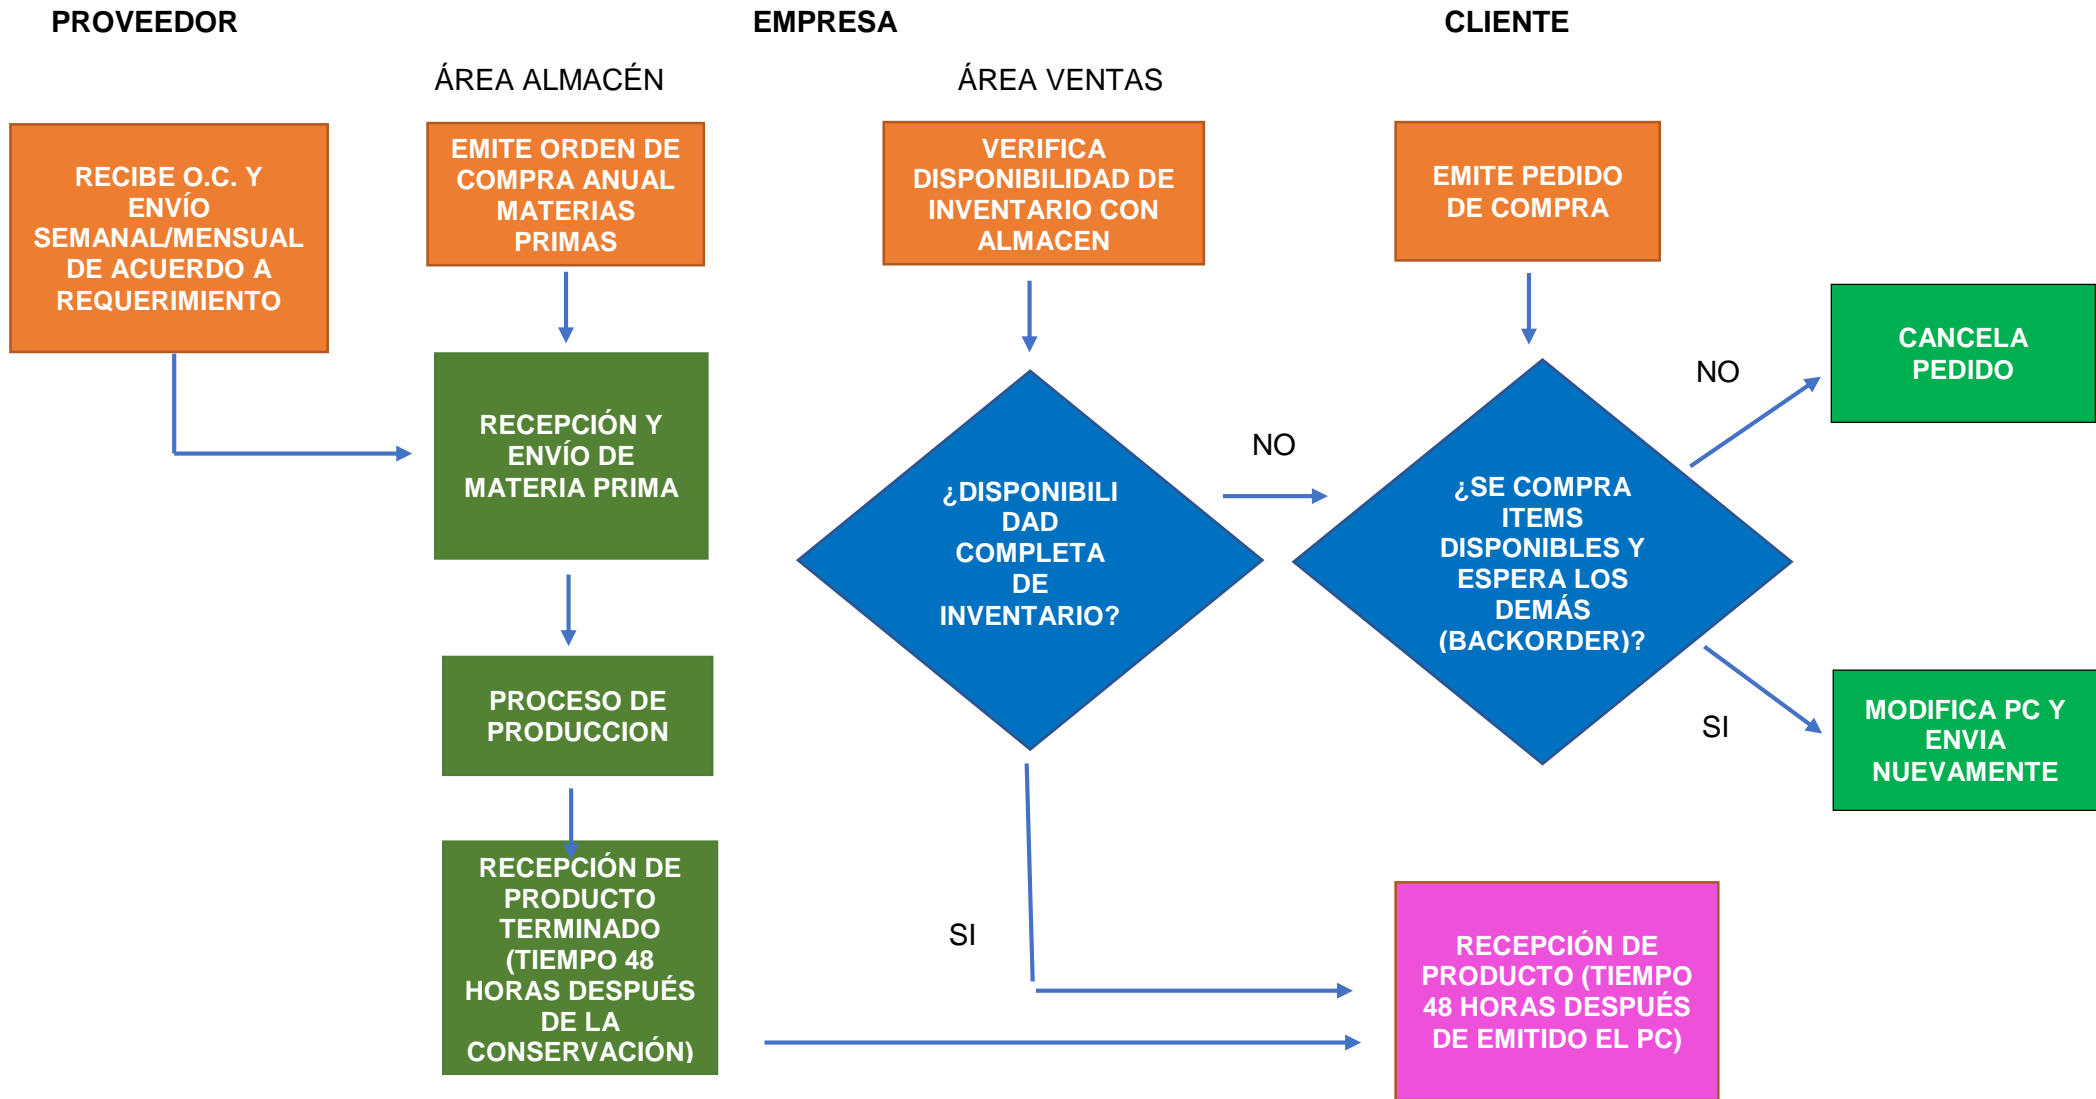 PROVEEDOR
EMPRESA
CLIENTE
ÁREA ALMACÉN
ÁREA VENTAS
RECIBE O.C. Y
ENVÍO
SEMANAL/MENSUAL
DE ACUERDO A
REQUERIMIENTO
EMITE ORDEN DE
COMPRA ANUAL
MATERIAS
PRIMAS
VERIFICA
DISPONIBILIDAD DE
INVENTARIO CON
ALMACEN
EMITE PEDIDO
DE COMPRA
CANCELA
PEDIDO
NO
RECEPCIÓN Y
ENVÍO DE
MATERIA PRIMA
¿DISPONIBILI
DAD
COMPLETA
DE
INVENTARIO?
NO
¿SE COMPRA
ITEMS
DISPONIBLES Y
ESPERA LOS
DEMÁS
(BACKORDER)?
PROCESO DE
PRODUCCION
SI
MODIFICA PC Y
ENVIA
NUEVAMENTE
RECEPCIÓN DE
PRODUCTO
TERMINADO
(TIEMPO 48
HORAS DESPUÉS
DE LA
CONSERVACIÓN)
SI
RECEPCIÓN DE
PRODUCTO (TIEMPO
48 HORAS DESPUÉS
DE EMITIDO EL PC)